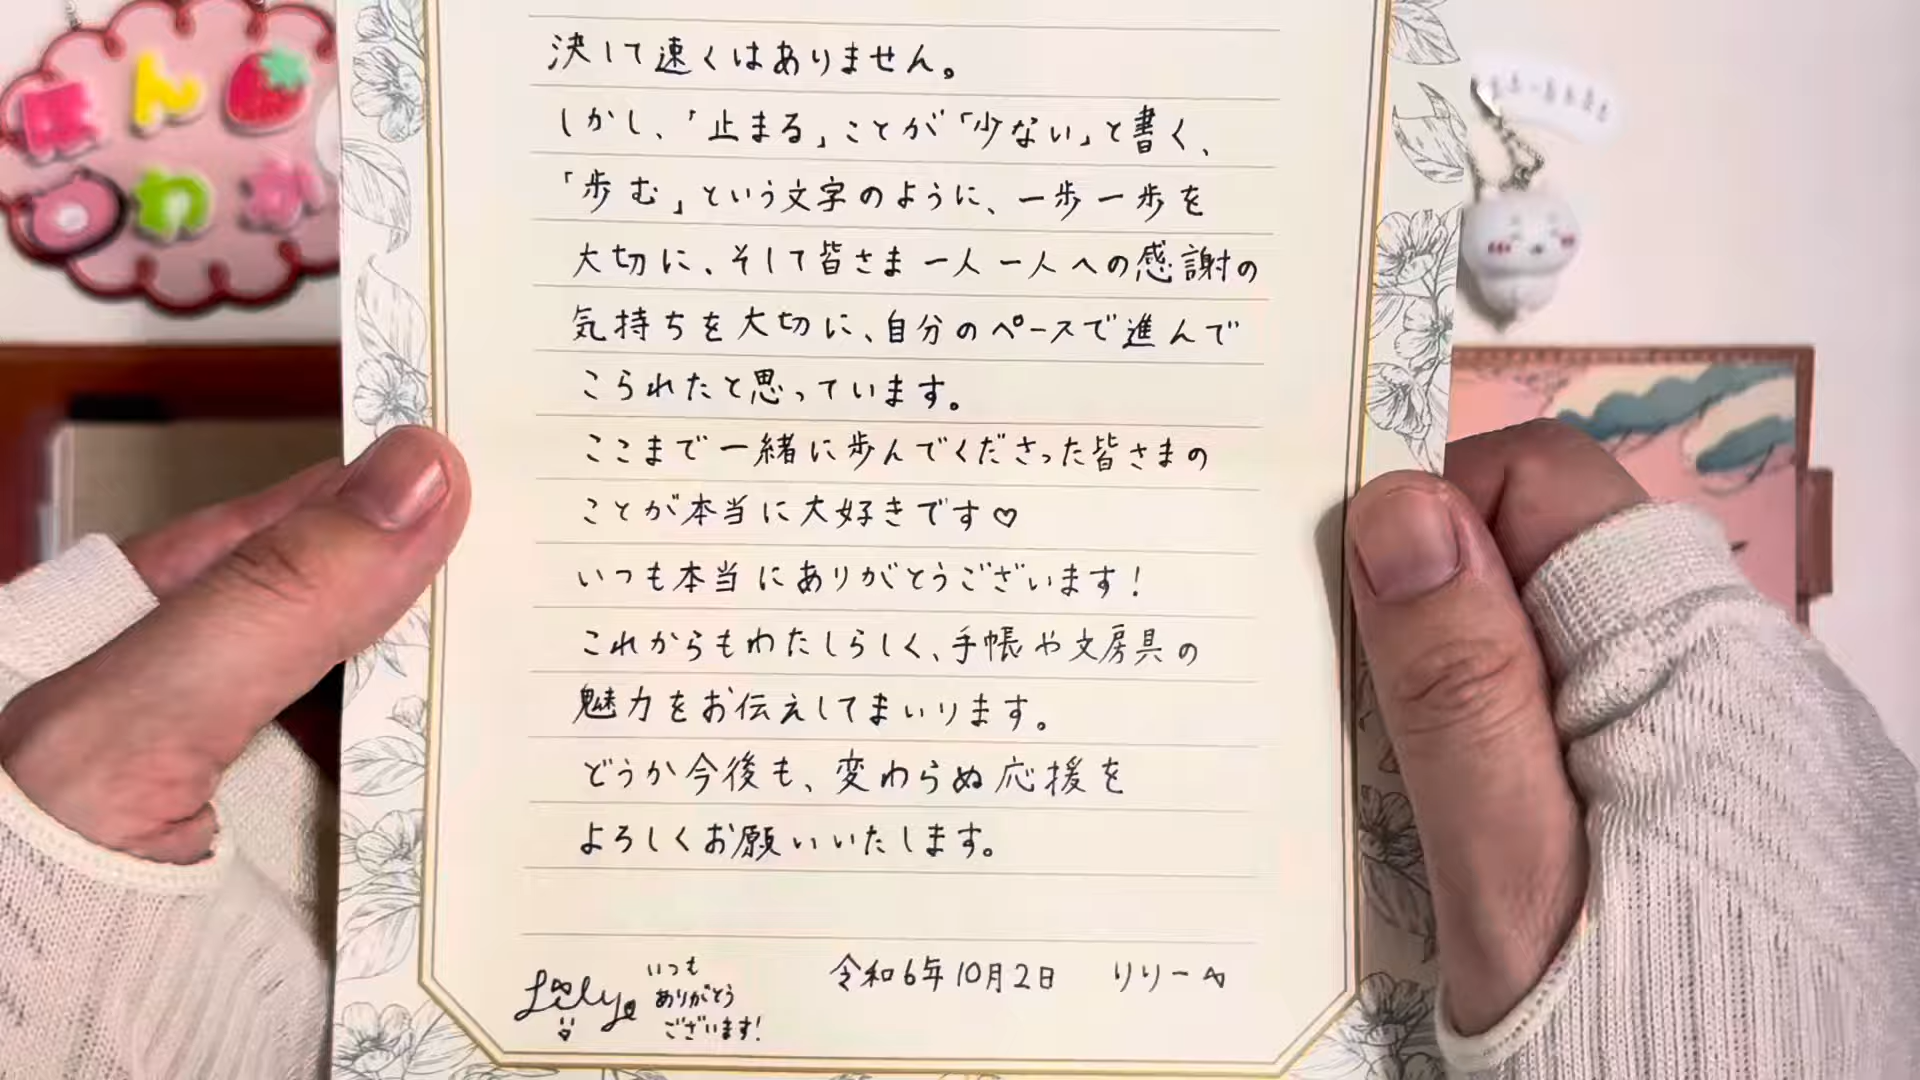 決して速くはありません。
しかし、「止まる」ことが「少ない」と書く、
「歩む」という文字のように、一歩一歩を
大切に、そして皆さま一人一人への感謝の
気持ちを大切に、自分のペースで進んで
こられたと思っています。
ここまで一緒に歩んでくださった皆さまの
ことが本当に大好きです♡
いつも本当にありがとうございます!
これからもわたしらしく、手帳や文房具の
魅力をお伝えしてまいります。
どうか今後も、変わらぬ応援を
よろしくお願いいたします。
Lily
いつも
ありがとう
ございます!
令和6年10月2日 リリー